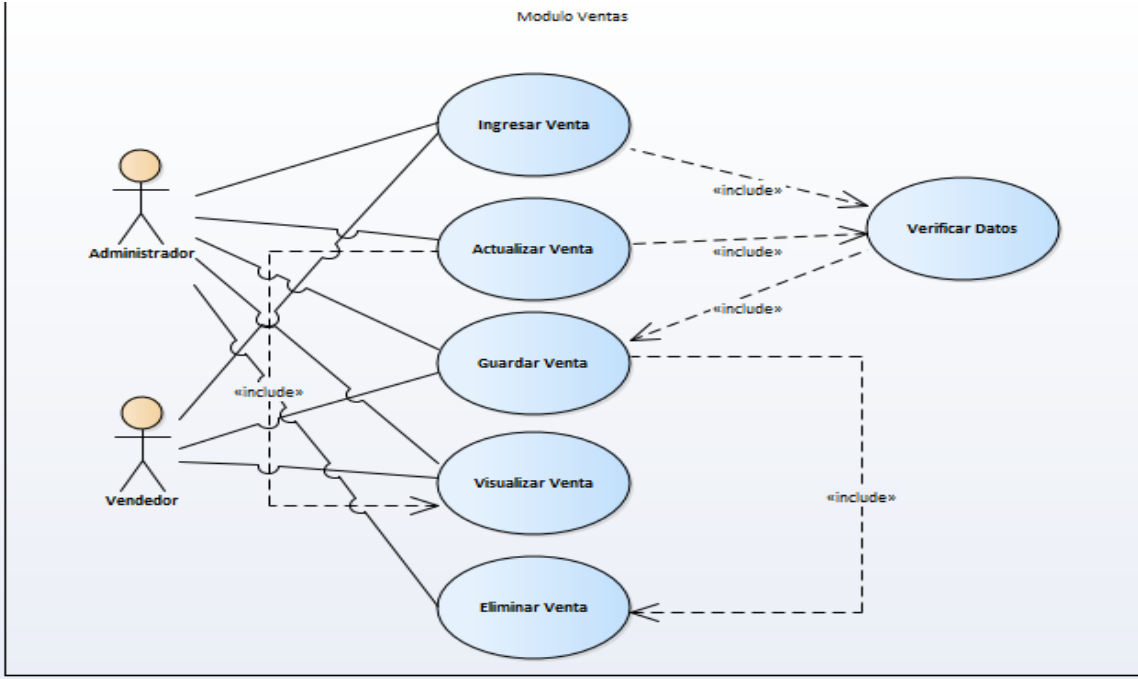 Modulo Ventas
Ingresar Venta
«include»
Verificar Datos
Administrador
Actualizar Venta
«include»
«include»
Guardar Venta
«include»
Visualizar Venta
Vendedor
«include»
Eliminar Venta